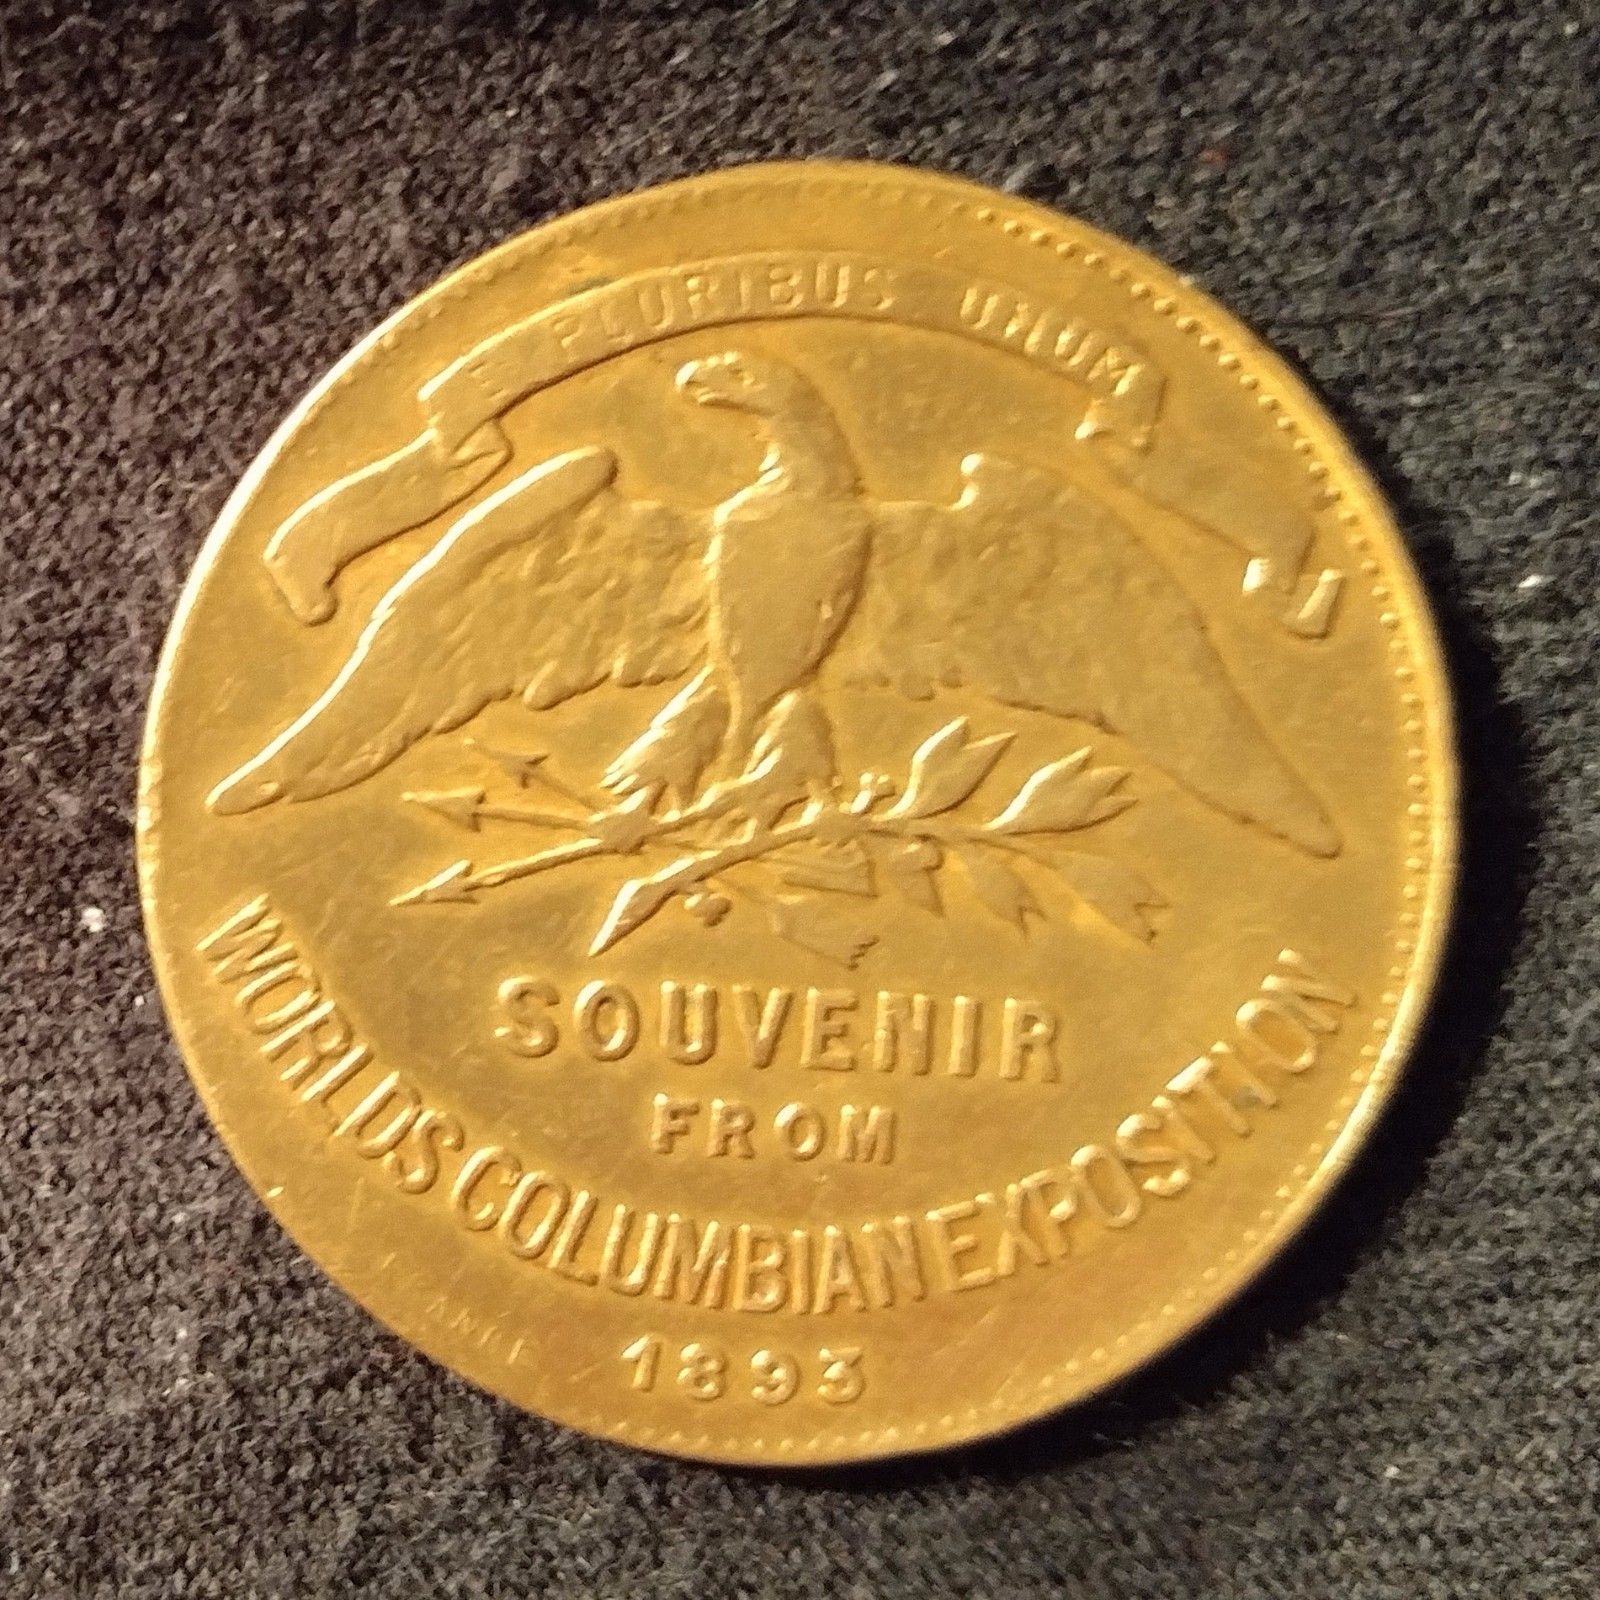 E PLURIBUS UNUM
SOUVENIR
FROM
WORLDS COLUMBIAN EXPOSITION
1893